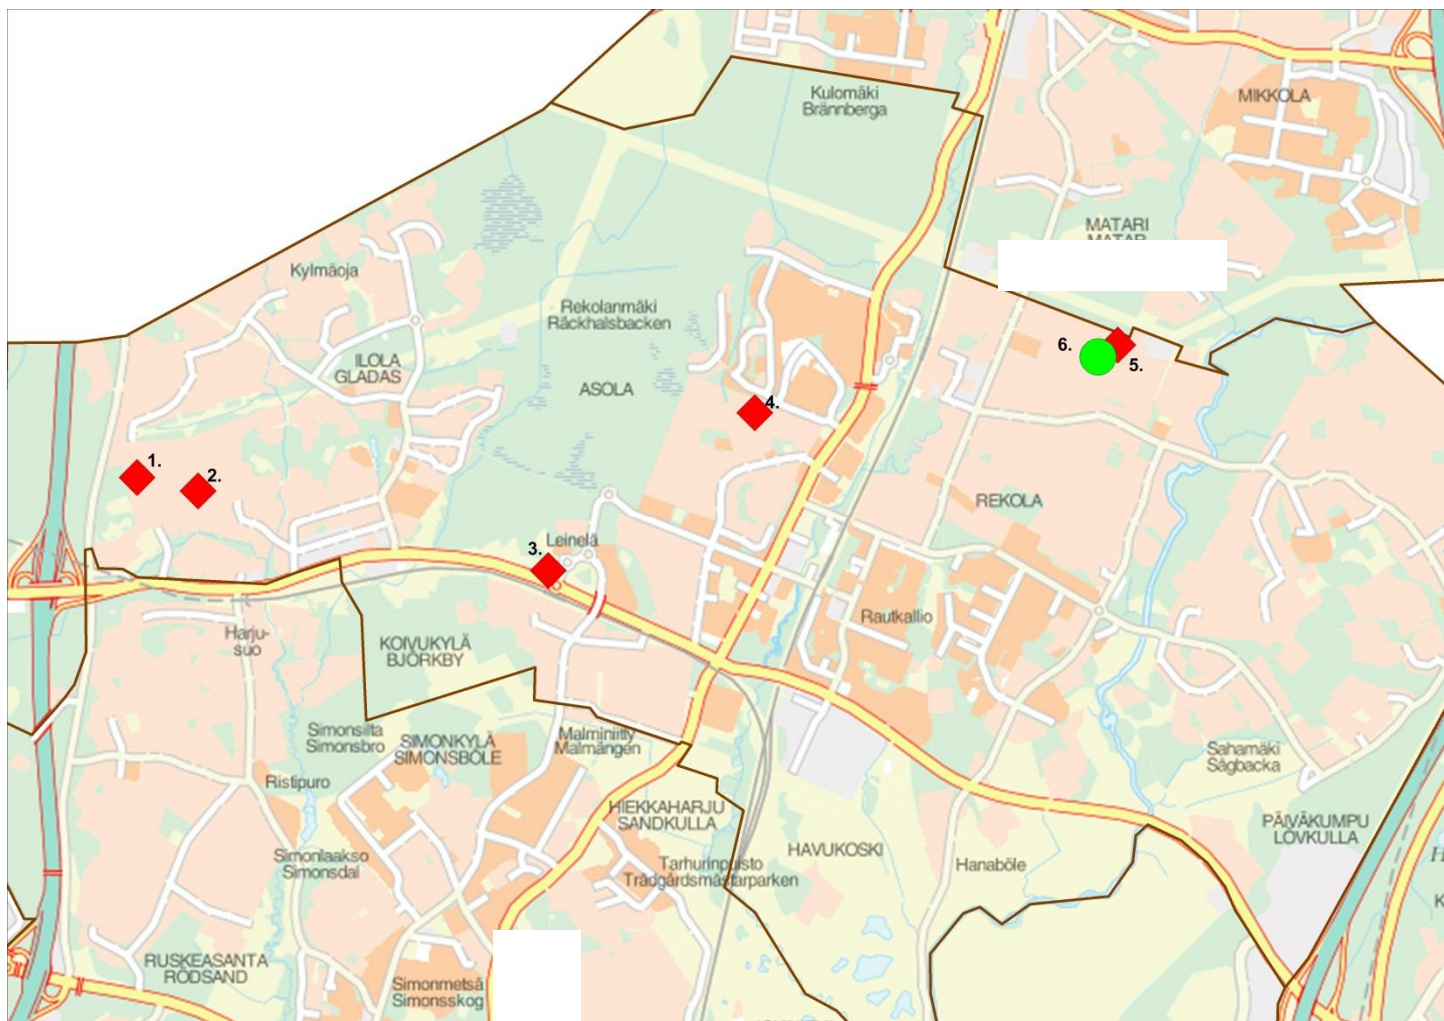 Kulomäki
Brännberga
MIKKOLA
MATARI
MATAR
Kylmäoja
Rekolanmäki
Räckhalsbacken
ILOLA
GLADAS
ASOLA
6.
5.
4.
1.
2.
REKOLA
Leinelä
3.
Rautkallio
Harju-
suo
KOIVUKYLÄ
BJÖRKBY
Simonsilta
Simonsbro
SIMONKYLÄ
SIMONSBÖLE
Malminiitty
Malmängen
Ristipuro
Sahamäki
Sågbacka
HIEKKAHARJU
SANDKULLA
PÄIVÄKUMPU
LÖVKULLA
HAVUKOSKI
Simonlaakso
Simonsdal
Tarhurinpuisto
Trädgårdsmästarparken
Hanaböle
H
K
RUSKEASANTA
RÖDSAND
Simonmetsä
Simonsskog